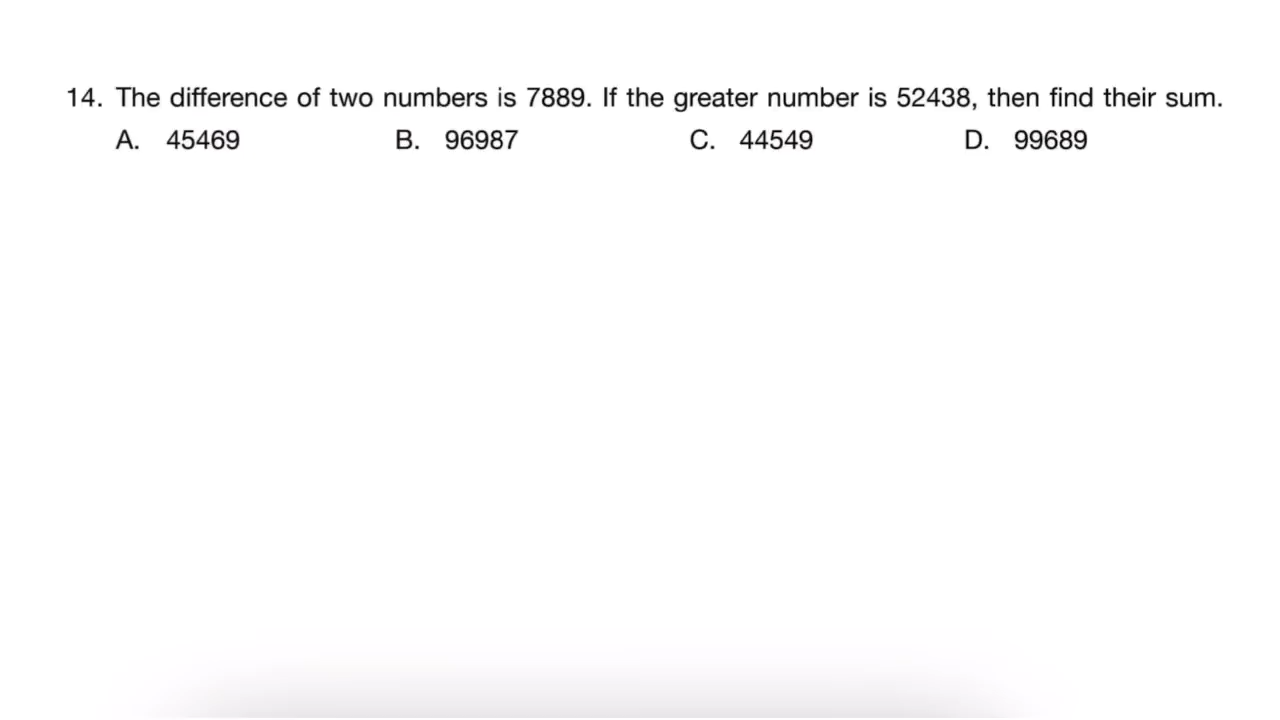 14. The difference of two numbers is 7889. If the greater number is 52438, then find their sum.
A. 45469 B. 96987 C. 44549 D. 99689